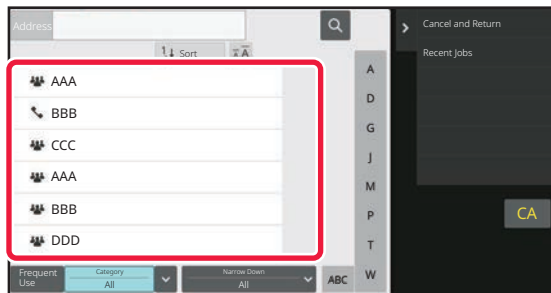 Address
Sort
A
AAA
BBB
CCC
AAA
BBB
DDD
A
D
G
J
M
P
T
W
Frequent
Use
Category
All
Narrow Down
All
ABC
Cancel and Return
Recent Jobs
CA